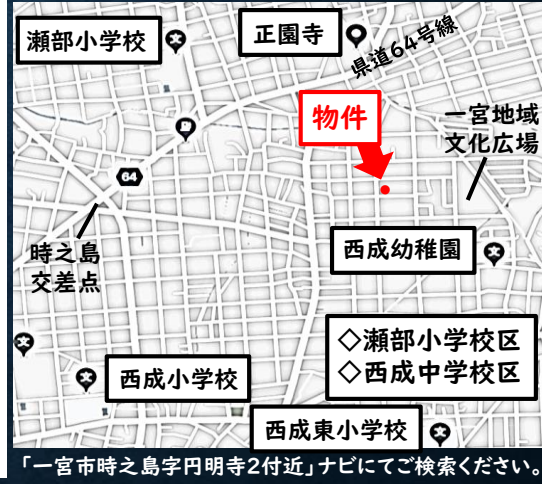 瀬部小学校
正園寺
県道64号線
物件
一宮地域
文化広場
64
時之島
交差点
西成幼稚園
◇瀬部小学校区
◇西成中学校区
西成小学校
西成東小学校
「一宮市時之島字円明寺2付近」ナビにてご検索ください。